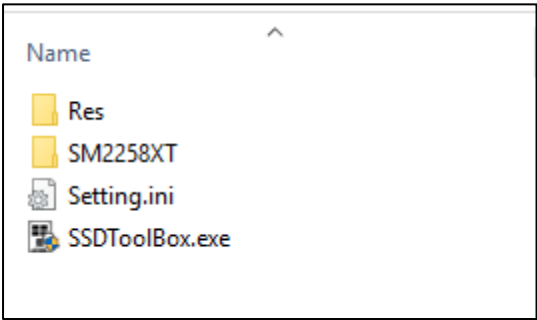 Name
Res
SM2258XT
Setting.ini
SSDToolBox.exe